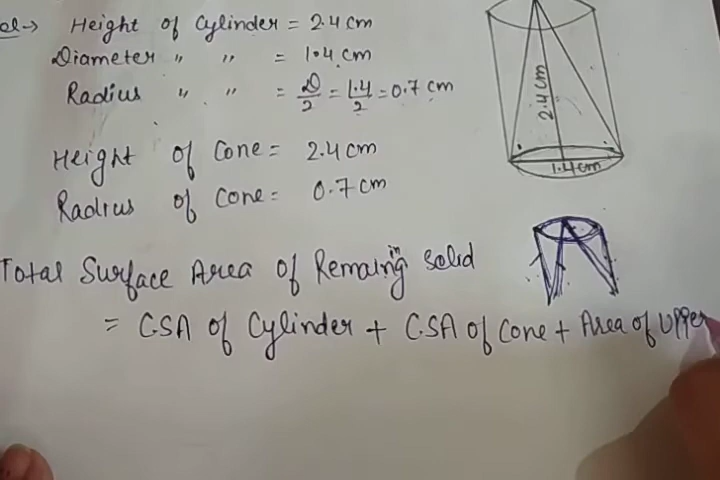 Sol→ Height of Cylinder = 2.4 cm
Diameter " " = 1.4 cm
Radius " " = D/2 = 1.4/2 = 0.7 cm
Height of Cone = 2.4 cm
Radius of Cone = 0.7 cm
2.4 cm
1.4 cm
Total Surface Area of Remaing in Solid
= CSA of Cylinder + CSA of Cone + Area of Upper